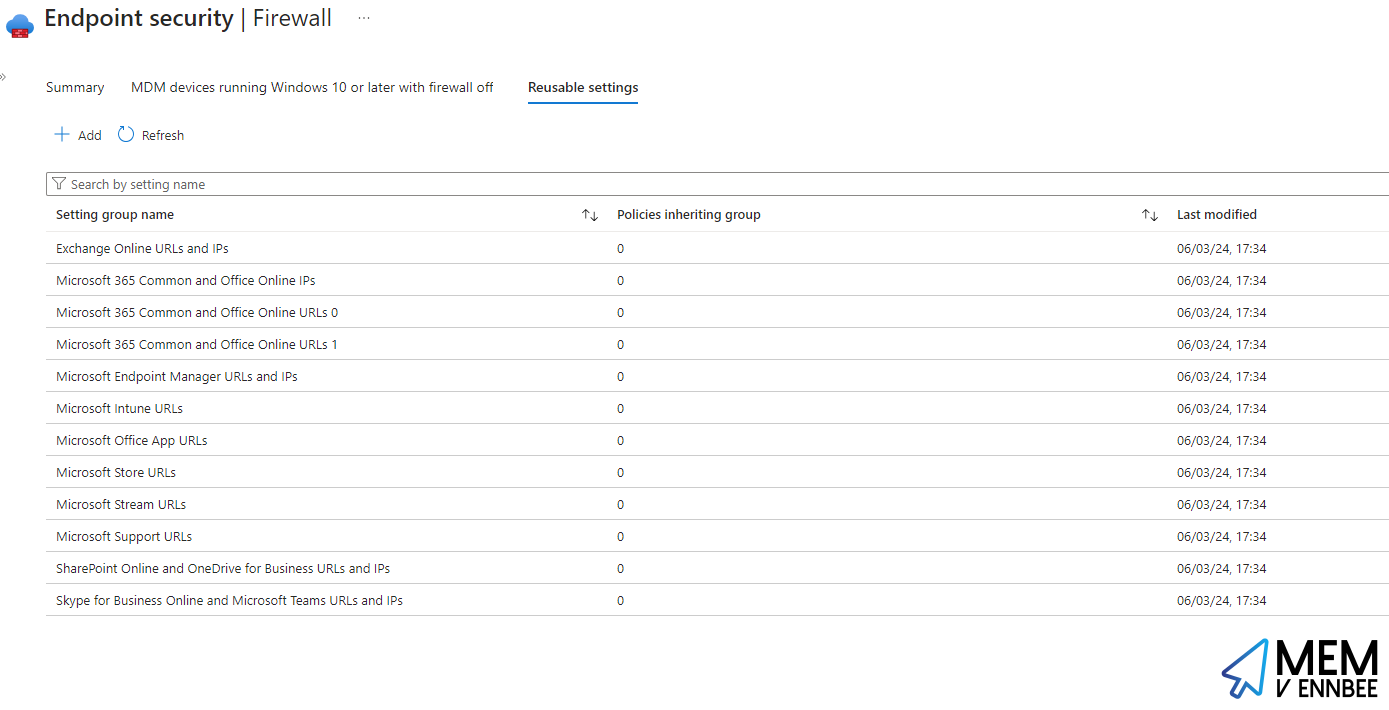 Endpoint security | Firewall ...
»
Summary MDM devices running Windows 10 or later with firewall off Reusable settings
Add Refresh
Search by setting name
Setting group name Policies inheriting group Last modified
Exchange Online URLs and IPs 0 06/03/24, 17:34
Microsoft 365 Common and Office Online IPs 0 06/03/24, 17:34
Microsoft 365 Common and Office Online URLs 0 0 06/03/24, 17:34
Microsoft 365 Common and Office Online URLs 1 0 06/03/24, 17:34
Microsoft Endpoint Manager URLs and IPs 0 06/03/24, 17:34
Microsoft Intune URLs 0 06/03/24, 17:34
Microsoft Office App URLs 0 06/03/24, 17:34
Microsoft Store URLs 0 06/03/24, 17:34
Microsoft Stream URLs 0 06/03/24, 17:34
Microsoft Support URLs 0 06/03/24, 17:34
SharePoint Online and OneDrive for Business URLs and IPs 0 06/03/24, 17:34
Skype for Business Online and Microsoft Teams URLs and IPs 0 06/03/24, 17:34
MEM
V ENNBEE